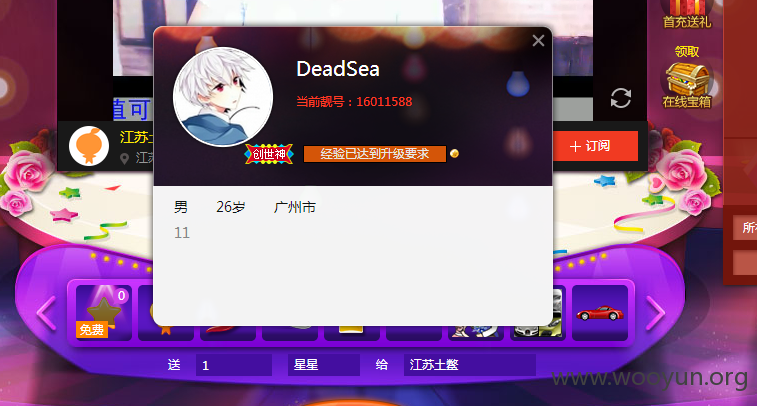 首充送礼
领取
在线宝箱
DeadSea
当前靓号：16011588
值可
江苏土
江苏
创世神
经验已达到升级要求
+ 订阅
男 26岁 广州市
11
所
0
免费
送 1 星星 给 江苏土鳖
www.wooyun.org